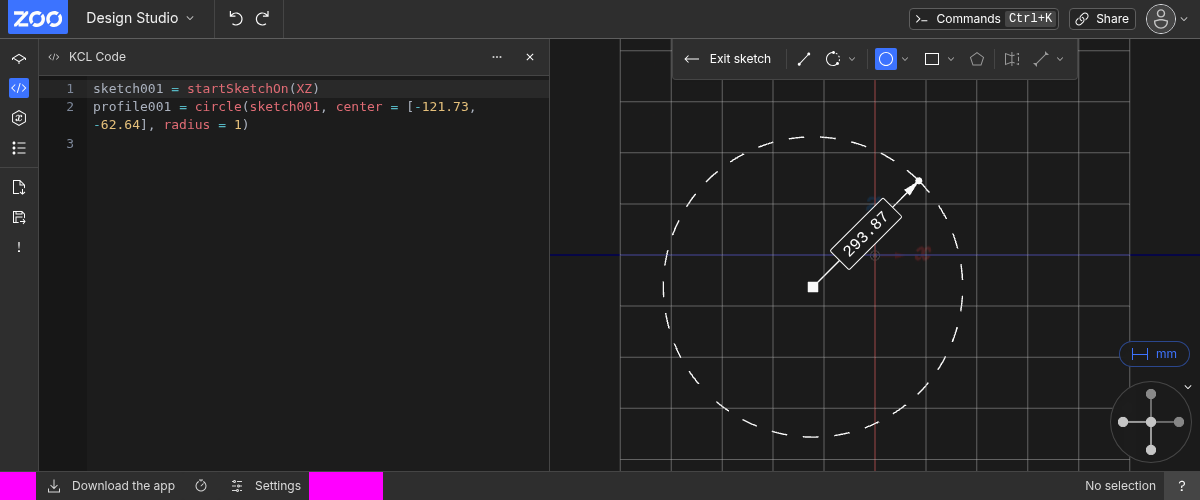 ZOO
Design Studio
Commands Ctrl+K
Share
KCL Code
Exit sketch
1 sketch001 = startSketchOn(XZ)
2 profile001 = circle(sketch001, center = [-121.73,
-62.64], radius = 1)
3
293.87
mm
Download the app
Settings
No selection
?